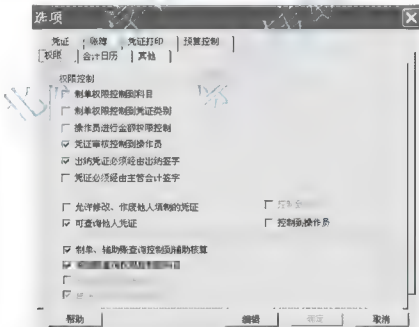 选项
凭证 账簿 凭证打印 预算控制
权限 会计日历 其他
权限控制
制单权限控制到科目
制单权限控制到凭证类别
操作员进行金额权限控制
凭证审核控制到操作员
出纳凭证必须经由出纳签字
凭证必须经由主管会计签字
允许修改、作废他人填制的凭证
可查询他人凭证 控制到操作员
制单、辅助账查询控制到辅助核算
帮助 编辑 确定 取消